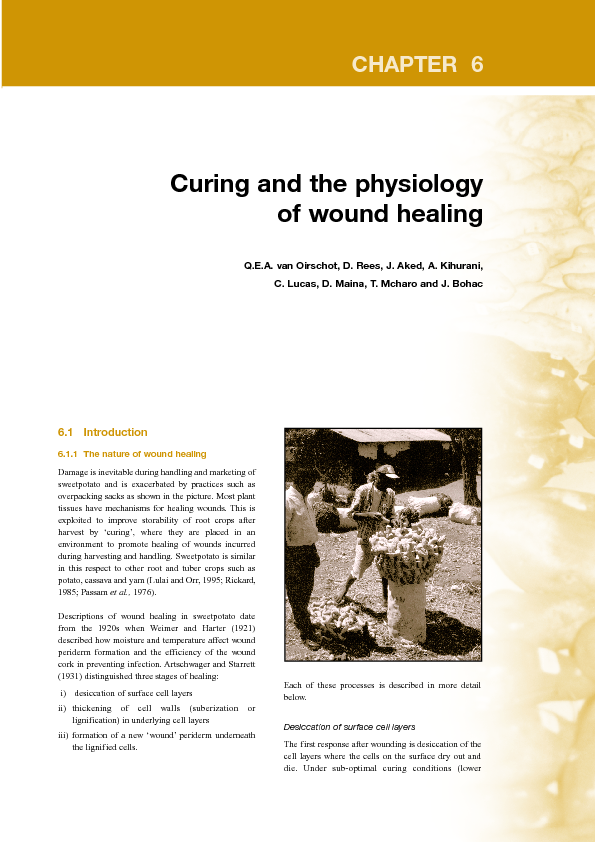 CHAPTER 6
Curing and the physiology
of wound healing
Q.E.A. van Oirschot, D. Rees, J. Aked, A. Kihurani,
C. Lucas, D. Maina, T. Mcharo and J. Bohac
6.1 Introduction
6.1.1 The nature of wound healing
Damage is inevitable during handling and marketing of
sweetpotato and is exacerbated by practices such as
overpacking sacks as shown in the picture. Most plant
tissues have mechanisms for healing wounds. This is
exploited to improve storability of root crops after
harvest by ‘curing’, where they are placed in an
environment to promote healing of wounds incurred
during harvesting and handling. Sweetpotato is similar
in this respect to other root and tuber crops such as
potato, cassava and yam (Lulai and Orr, 1995; Rickard,
1985; Passam et al., 1976).
Descriptions of wound healing in sweetpotato date
from the 1920s when Weimer and Harter (1921)
described how moisture and temperature affect wound
periderm formation and the efficiency of the wound
cork in preventing infection. Artschwager and Starrett
(1931) distinguished three stages of healing:
i) desiccation of surface cell layers
ii) thickening of cell walls (suberization or
lignification) in underlying cell layers
iii) formation of a new ‘wound’ periderm underneath
the lignified cells.
Each of these processes is described in more detail
below.
Desiccation of surface cell layers
The first response after wounding is desiccation of the
cell layers where the cells on the surface dry out and
die. Under sub-optimal curing conditions (lower